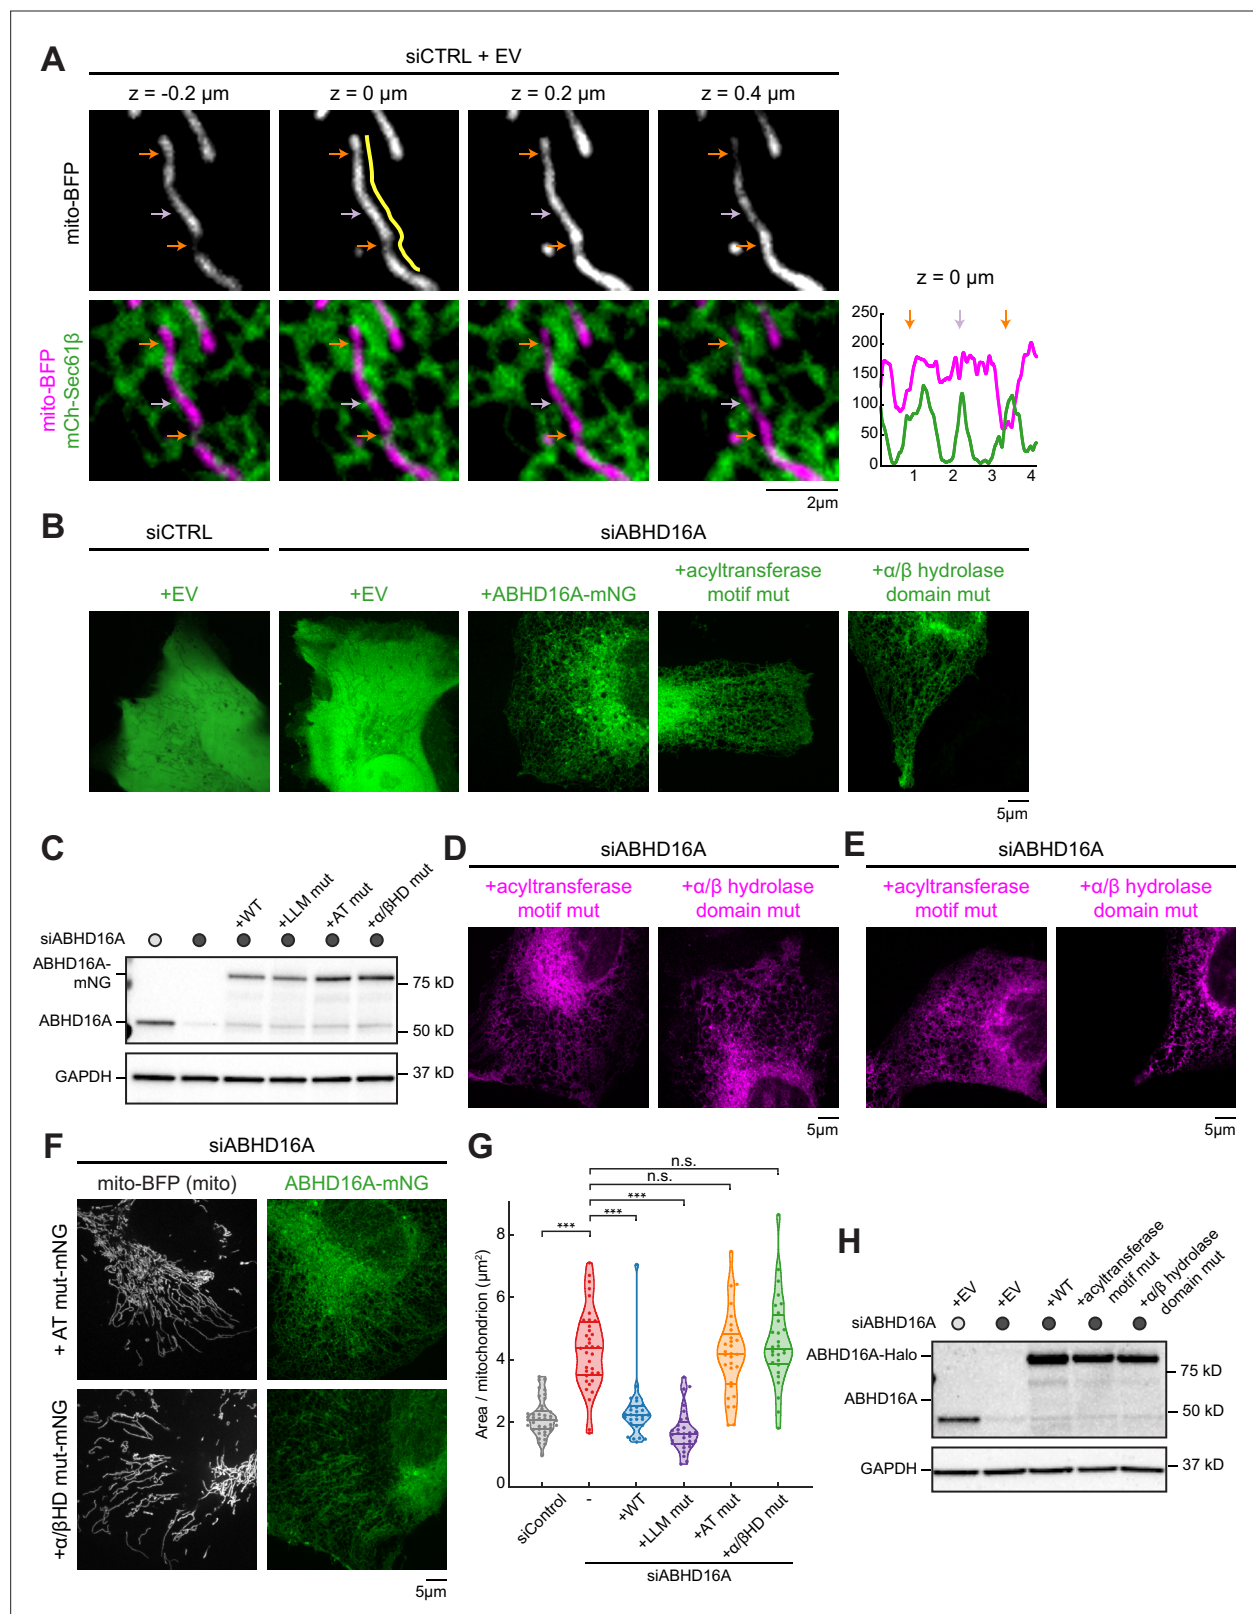 A
siCTRL + EV
z = -0.2 µm
z = 0 µm
z = 0.2 µm
z = 0.4 µm
mito-BFP
mito-BFP
mCh-Sec61β
2µm
z = 0 µm
250
200
150
100
50
0
1
2
3
4
B
siCTRL
siABHD16A
+EV
+EV
+ABHD16A-mNG
+acyltransferase
motif mut
+α/β hydrolase
domain mut
5µm
C
+WT
+LLM mut
+AT mut
+α/βHD mut
siABHD16A
ABHD16A-
mNG
ABHD16A
GAPDH
75 kD
50 kD
37 kD
D
siABHD16A
+acyltransferase
motif mut
+α/β hydrolase
domain mut
5µm
E
siABHD16A
+acyltransferase
motif mut
+α/β hydrolase
domain mut
5µm
F
siABHD16A
mito-BFP (mito)
ABHD16A-mNG
+ AT mut-mNG
+α/βHD mut-mNG
5µm
G
n.s.
n.s.
***
***
***
Area / mitochondrion (µm²)
8
6
4
2
0
siControl
-
+WT
+LLM mut
+AT mut
+α/βHD mut
siABHD16A
H
+EV
+EV
+WT
+acyltransferase
motif mut
+α/β hydrolase
domain mut
siABHD16A
ABHD16A-Halo
ABHD16A
GAPDH
75 kD
50 kD
37 kD